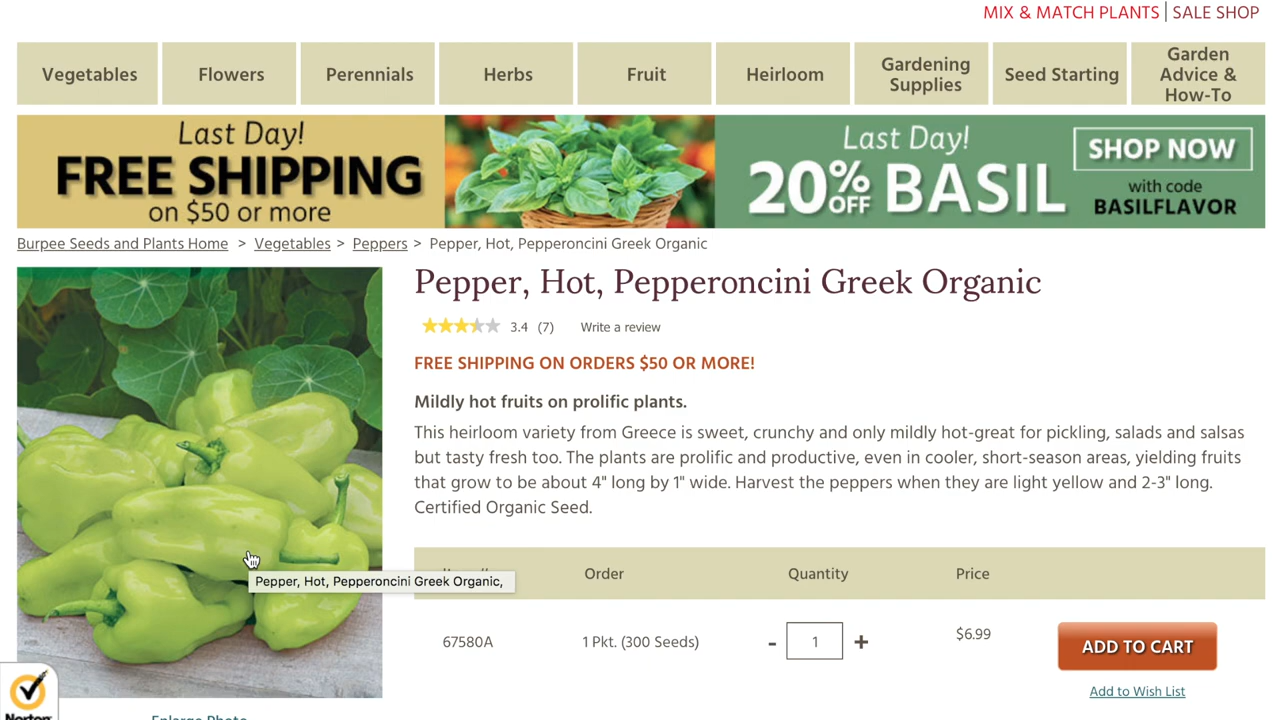 MIX & MATCH PLANTS | SALE SHOP
Vegetables
Flowers
Perennials
Herbs
Fruit
Heirloom
Gardening
Supplies
Seed Starting
Garden
Advice &
How-To
Last Day!
FREE SHIPPING
on $50 or more
Last Day!
20% OFF BASIL
SHOP NOW
with code
BASILFLAVOR
Burpee Seeds and Plants Home > Vegetables > Peppers > Pepper, Hot, Pepperoncini Greek Organic
Pepper, Hot, Pepperoncini Greek Organic
3.4 (7) Write a review
FREE SHIPPING ON ORDERS $50 OR MORE!
Mildly hot fruits on prolific plants.
This heirloom variety from Greece is sweet, crunchy and only mildly hot-great for pickling, salads and salsas
but tasty fresh too. The plants are prolific and productive, even in cooler, short-season areas, yielding fruits
that grow to be about 4" long by 1" wide. Harvest the peppers when they are light yellow and 2-3" long.
Certified Organic Seed.
Order Quantity Price
Pepper, Hot, Pepperoncini Greek Organic,
67580A 1 Pkt. (300 Seeds) - 1 + $6.99
ADD TO CART
Add to Wish List
Norton
Enlarge Photo